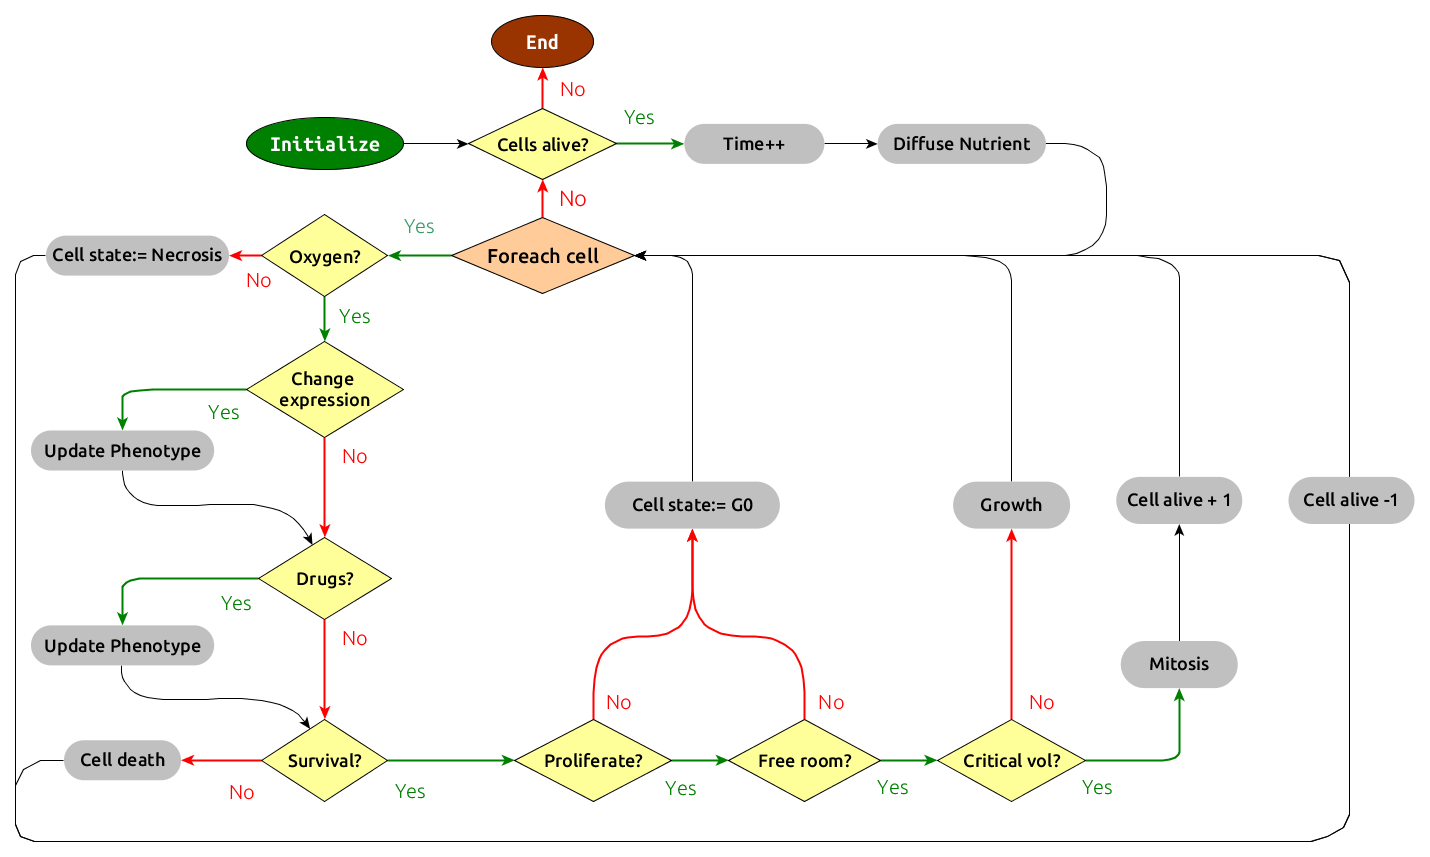 End
No
Initialize
Cells alive?
Yes
Time++
Diffuse Nutrient
No
Cell state:= Necrosis
No
Oxygen?
Yes
Foreach cell
Yes
Change
expression
Yes
Update Phenotype
No
Cell state:= G0
Growth
Cell alive + 1
Cell alive -1
Drugs?
Yes
Update Phenotype
No
Mitosis
No
No
No
Cell death
No
Survival?
Yes
Proliferate?
Yes
Free room?
Yes
Critical vol?
Yes